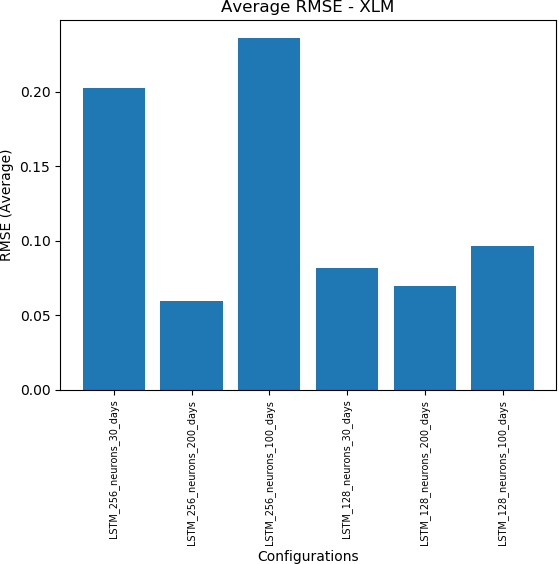 Average RMSE - XLM
RMSE (Average)
0.20
0.15
0.10
0.05
0.00
LSTM_256_neurons_30_days
LSTM_256_neurons_200_days
LSTM_256_neurons_100_days
LSTM_128_neurons_30_days
LSTM_128_neurons_200_days
LSTM_128_neurons_100_days
Configurations